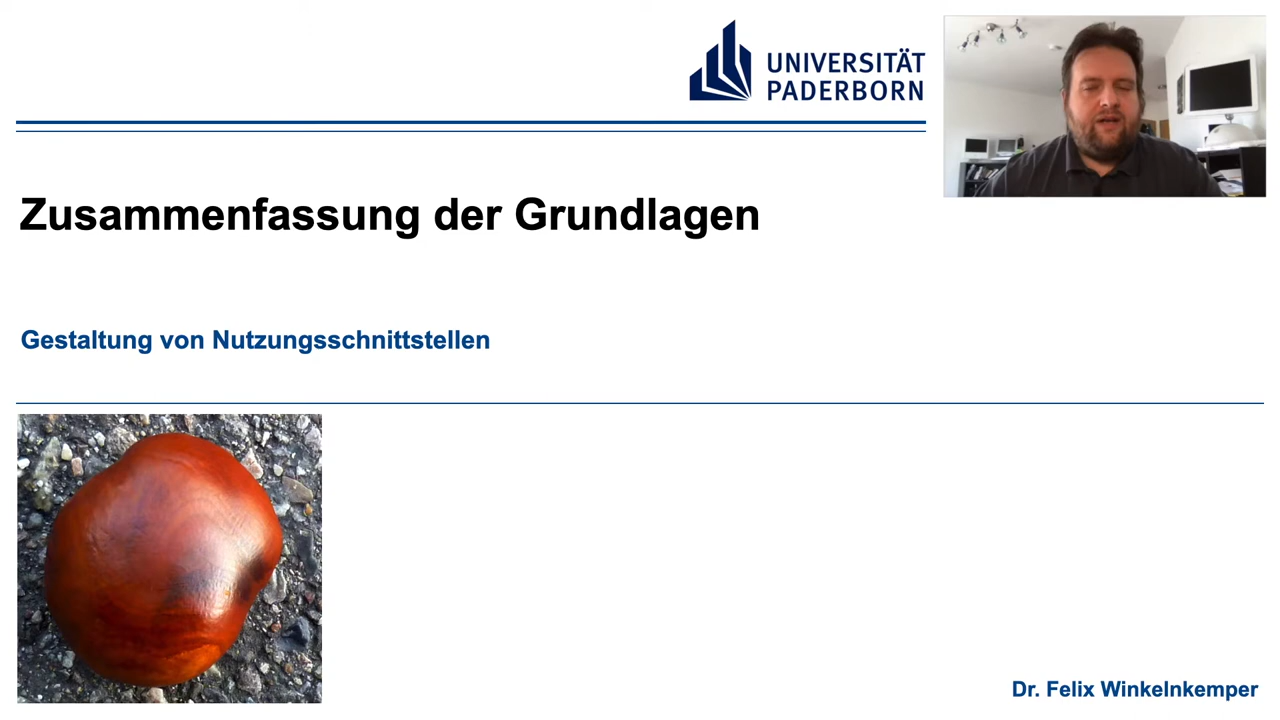 UNIVERSITÄT
PADERBORN
Zusammenfassung der Grundlagen
Gestaltung von Nutzungsschnittstellen
Dr. Felix Winkelnkemper